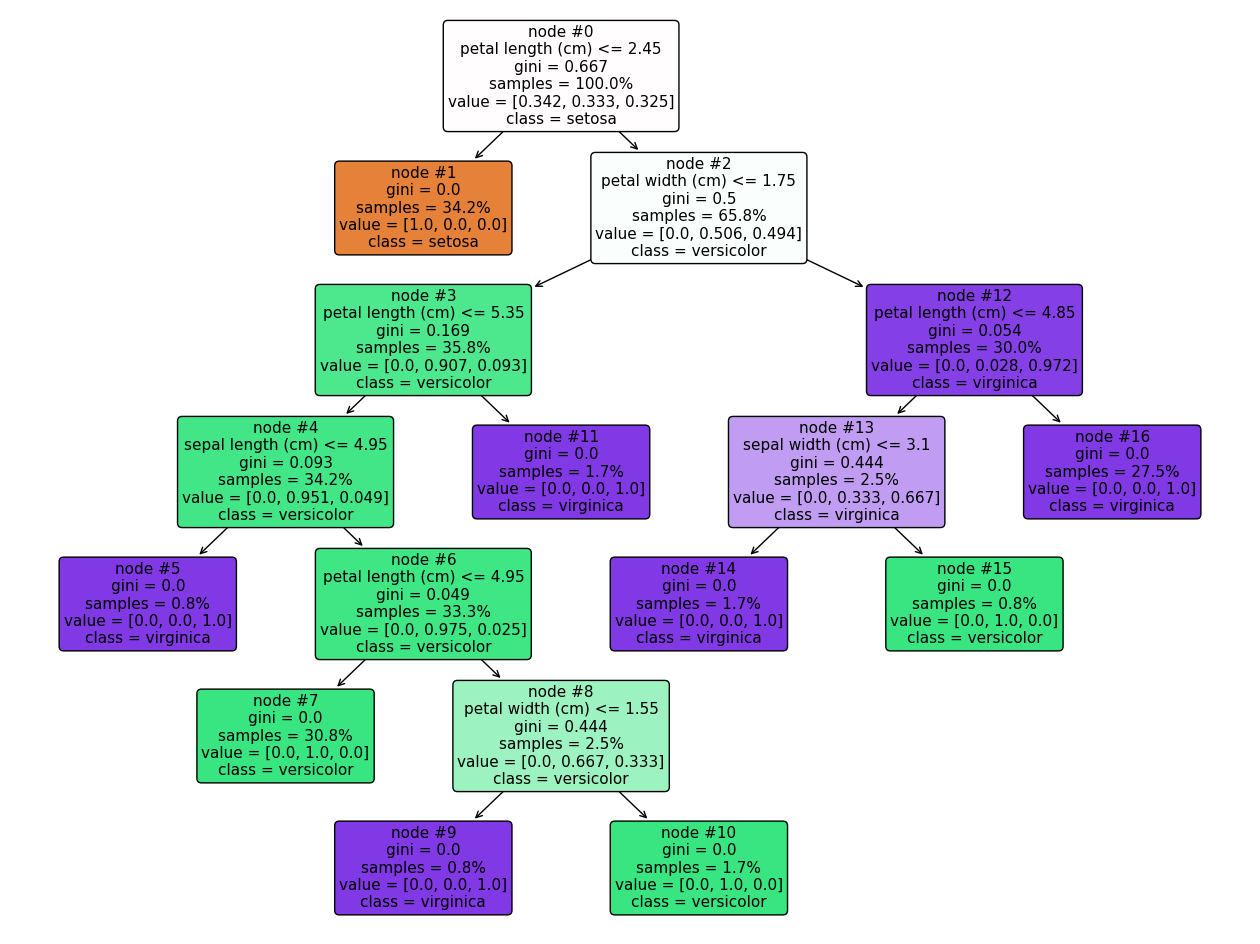 node #0
petal length (cm) <= 2.45
gini = 0.667
samples = 100.0%
value = [0.342, 0.333, 0.325]
class = setosa
node #1
gini = 0.0
samples = 34.2%
value = [1.0, 0.0, 0.0]
class = setosa
node #2
petal width (cm) <= 1.75
gini = 0.5
samples = 65.8%
value = [0.0, 0.506, 0.494]
class = versicolor
node #3
petal length (cm) <= 5.35
gini = 0.169
samples = 35.8%
value = [0.0, 0.907, 0.093]
class = versicolor
node #12
petal length (cm) <= 4.85
gini = 0.054
samples = 30.0%
value = [0.0, 0.028, 0.972]
class = virginica
node #4
sepal length (cm) <= 4.95
gini = 0.093
samples = 34.2%
value = [0.0, 0.951, 0.049]
class = versicolor
node #11
gini = 0.0
samples = 1.7%
value = [0.0, 0.0, 1.0]
class = virginica
node #13
sepal width (cm) <= 3.1
gini = 0.444
samples = 2.5%
value = [0.0, 0.333, 0.667]
class = virginica
node #16
gini = 0.0
samples = 27.5%
value = [0.0, 0.0, 1.0]
class = virginica
node #5
gini = 0.0
samples = 0.8%
value = [0.0, 0.0, 1.0]
class = virginica
node #6
petal length (cm) <= 4.95
gini = 0.049
samples = 33.3%
value = [0.0, 0.975, 0.025]
class = versicolor
node #14
gini = 0.0
samples = 1.7%
value = [0.0, 0.0, 1.0]
class = virginica
node #15
gini = 0.0
samples = 0.8%
value = [0.0, 1.0, 0.0]
class = versicolor
node #7
gini = 0.0
samples = 30.8%
value = [0.0, 1.0, 0.0]
class = versicolor
node #8
petal width (cm) <= 1.55
gini = 0.444
samples = 2.5%
value = [0.0, 0.667, 0.333]
class = versicolor
node #9
gini = 0.0
samples = 0.8%
value = [0.0, 0.0, 1.0]
class = virginica
node #10
gini = 0.0
samples = 1.7%
value = [0.0, 1.0, 0.0]
class = versicolor